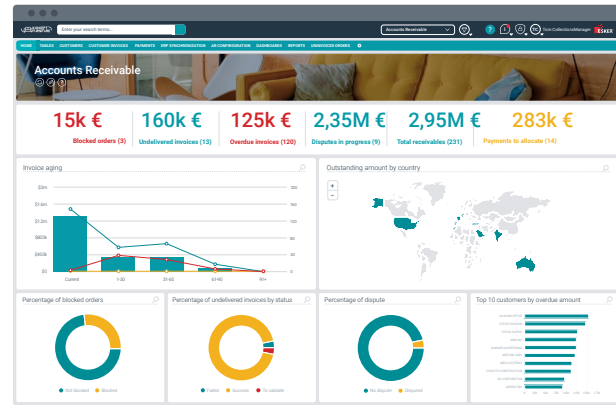 Enter your search terms...
Accounts Receivable
Tom CollectionsManager
ESKER
HOME TABLES CUSTOMERS CUSTOMER INVOICES PAYMENTS ERP SYNCHRONIZATION AR CONFIGURATION DASHBOARDS REPORTS UNINVOICED ORDERS
Accounts Receivable
15k € 160k € 125k € 2,35M € 2,95M € 283k €
Blocked orders (3) Undelivered invoices (13) Overdue invoices (120) Disputes in progress (9) Total receivables (231) Payments to allocate (14)
Invoice aging
Outstanding amount by country
Current 1-30 31-60 61-90 91+
Percentage of blocked orders
Percentage of undelivered invoices by status
Percentage of dispute
Top 10 customers by overdue amount
Not blocked Blocked
Failed Success To validate
No dispute Disputed